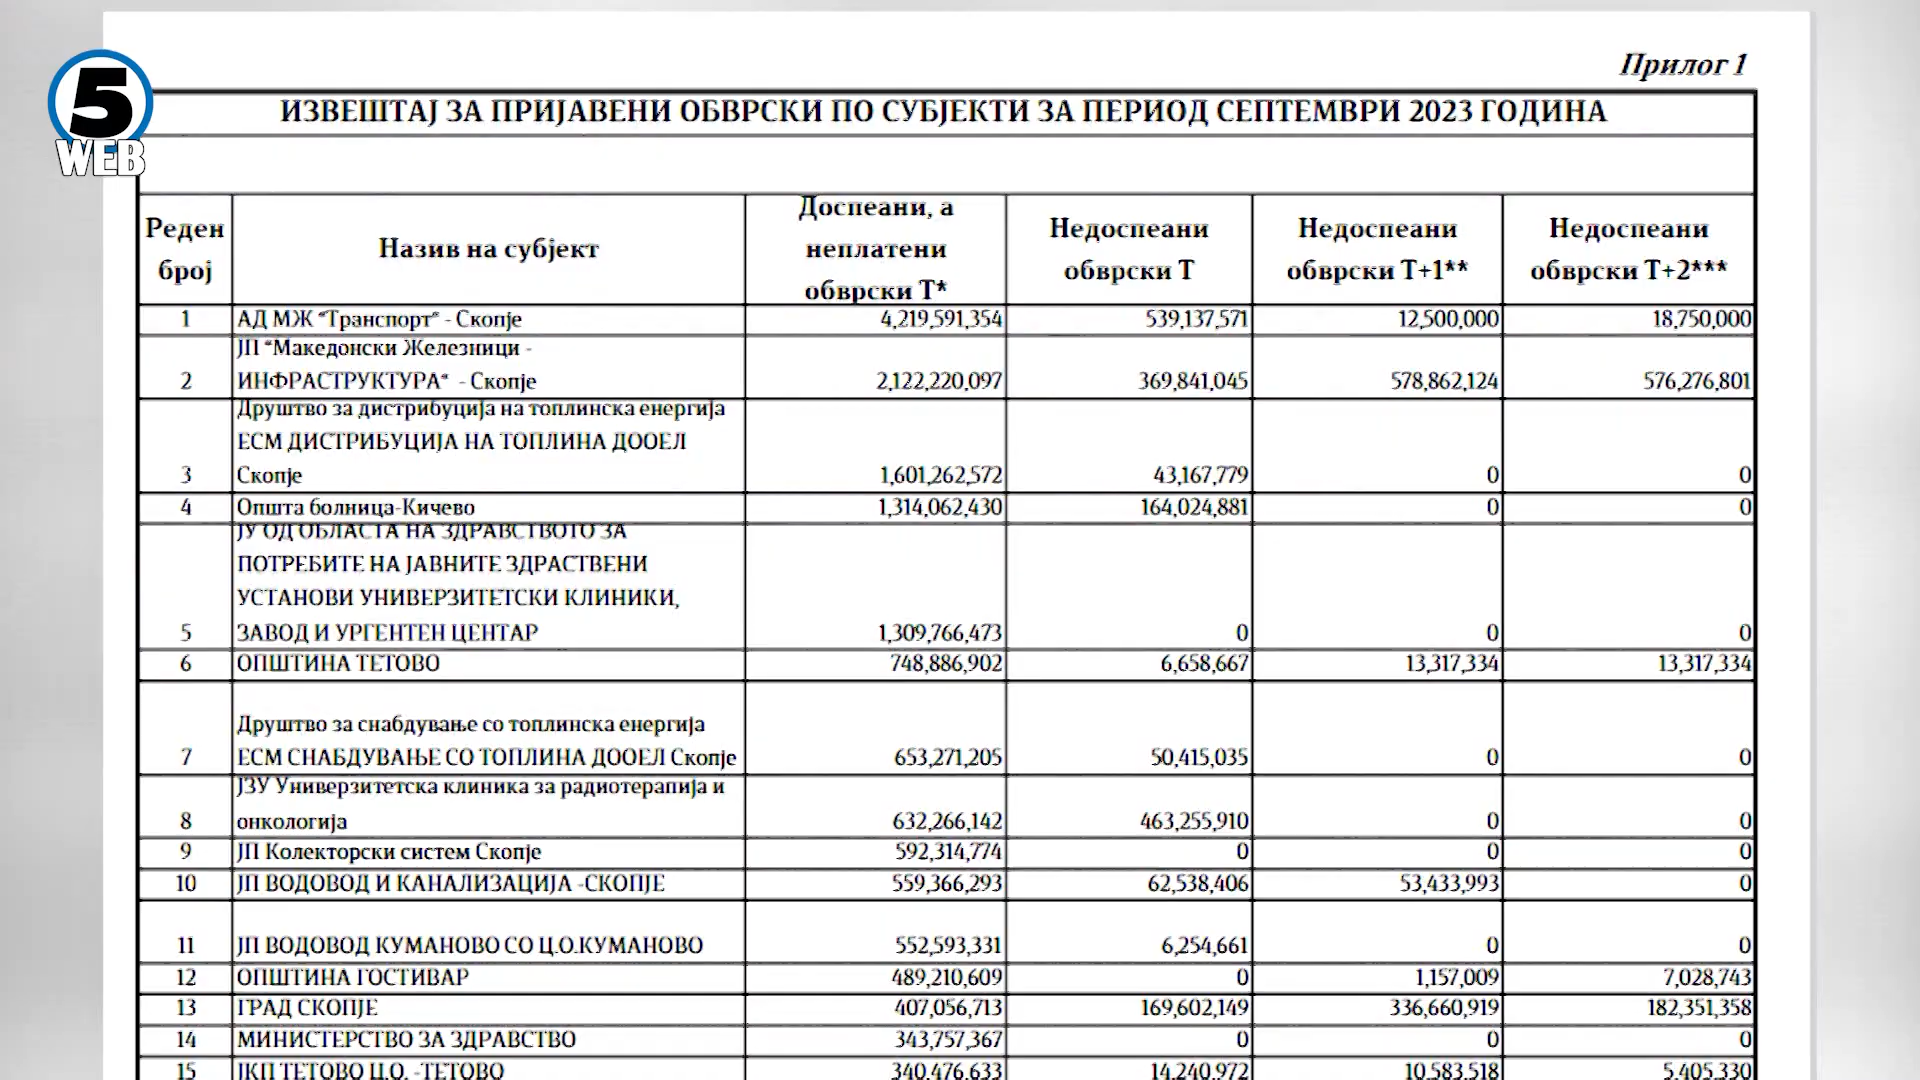 5
WEB
Прилог 1
ИЗВЕШТАЈ ЗА ПРИЈАВЕНИ ОБВРСКИ ПО СУБЈЕКТИ ЗА ПЕРИОД СЕПТЕМВРИ 2023 ГОДИНА
Реден број Назив на субјект Доспеани, а неплатени обврски Т* Недоспеани обврски Т Недоспеани обврски Т+1** Недоспеани обврски Т+2***
1 АД МЖ "Транспорт" - Скопје 4,219,591,354 539,137,571 12,500,000 18,750,000
ЈП "Македонски Железници -
2 ИНФРАСТРУКТУРА" - Скопје 2,122,220,097 369,841,045 578,862,124 576,276,801
Друштво за дистрибуција на топлинска енергија
ЕСМ ДИСТРИБУЦИЈА НА ТОПЛИНА ДООЕЛ
3 Скопје 1,601,262,572 43,167,779 0 0
4 Општа болница-Кичево 1,314,062,430 164,024,881 0 0
ЈУ ОД ОБЛАСТА НА ЗДРАВСТВОТО ЗА
ПОТРЕБИТЕ НА ЈАВНИТЕ ЗДРАСТВЕНИ
УСТАНОВИ УНИВЕРЗИТЕТСКИ КЛИНИКИ,
5 ЗАВОД И УРГЕНТЕН ЦЕНТАР 1,309,766,473 0 0 0
6 ОПШТИНА ТЕТОВО 748,886,902 6,658,667 13,317,334 13,317,334
Друштво за снабдување со топлинска енергија
7 ЕСМ СНАБДУВАЊЕ СО ТОПЛИНА ДООЕЛ Скопје 653,271,205 50,415,035 0 0
ЈЗУ Универзитетска клиника за радиотерапија и
8 онкологија 632,266,142 463,255,910 0 0
9 ЈП Колекторски систем Скопје 592,314,774 0 0 0
10 ЈП ВОДОВОД И КАНАЛИЗАЦИЈА -СКОПЈЕ 559,366,293 62,538,406 53,433,993 0
11 ЈП ВОДОВОД КУМАНОВО СО Ц.О.КУМАНОВО 552,593,331 6,254,661 0 0
12 ОПШТИНА ГОСТИВАР 489,210,609 0 1,157,009 7,028,743
13 ГРАД СКОПЈЕ 407,056,713 169,602,149 336,660,919 182,351,358
14 МИНИСТЕРСТВО ЗА ЗДРАВСТВО 343,757,367 0 0 0
15 ЈКП ТЕТОВО Ц.О. -ТЕТОВО 340,476,633 14,240,972 10,583,518 5,405,330